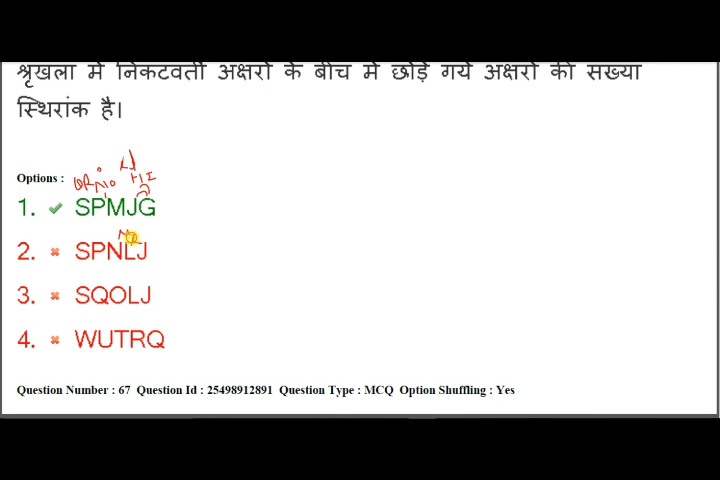 श्रृंखला में निकटवर्ती अक्षरों के बीच में छोड़े गये अक्षरों की संख्या
स्थिरांक है।
Options :
1. SPMJG
2. SPNLJ
3. SQOLJ
4. WUTRQ
Question Number : 67 Question Id : 25498912891 Question Type : MCQ Option Shuffling : Yes